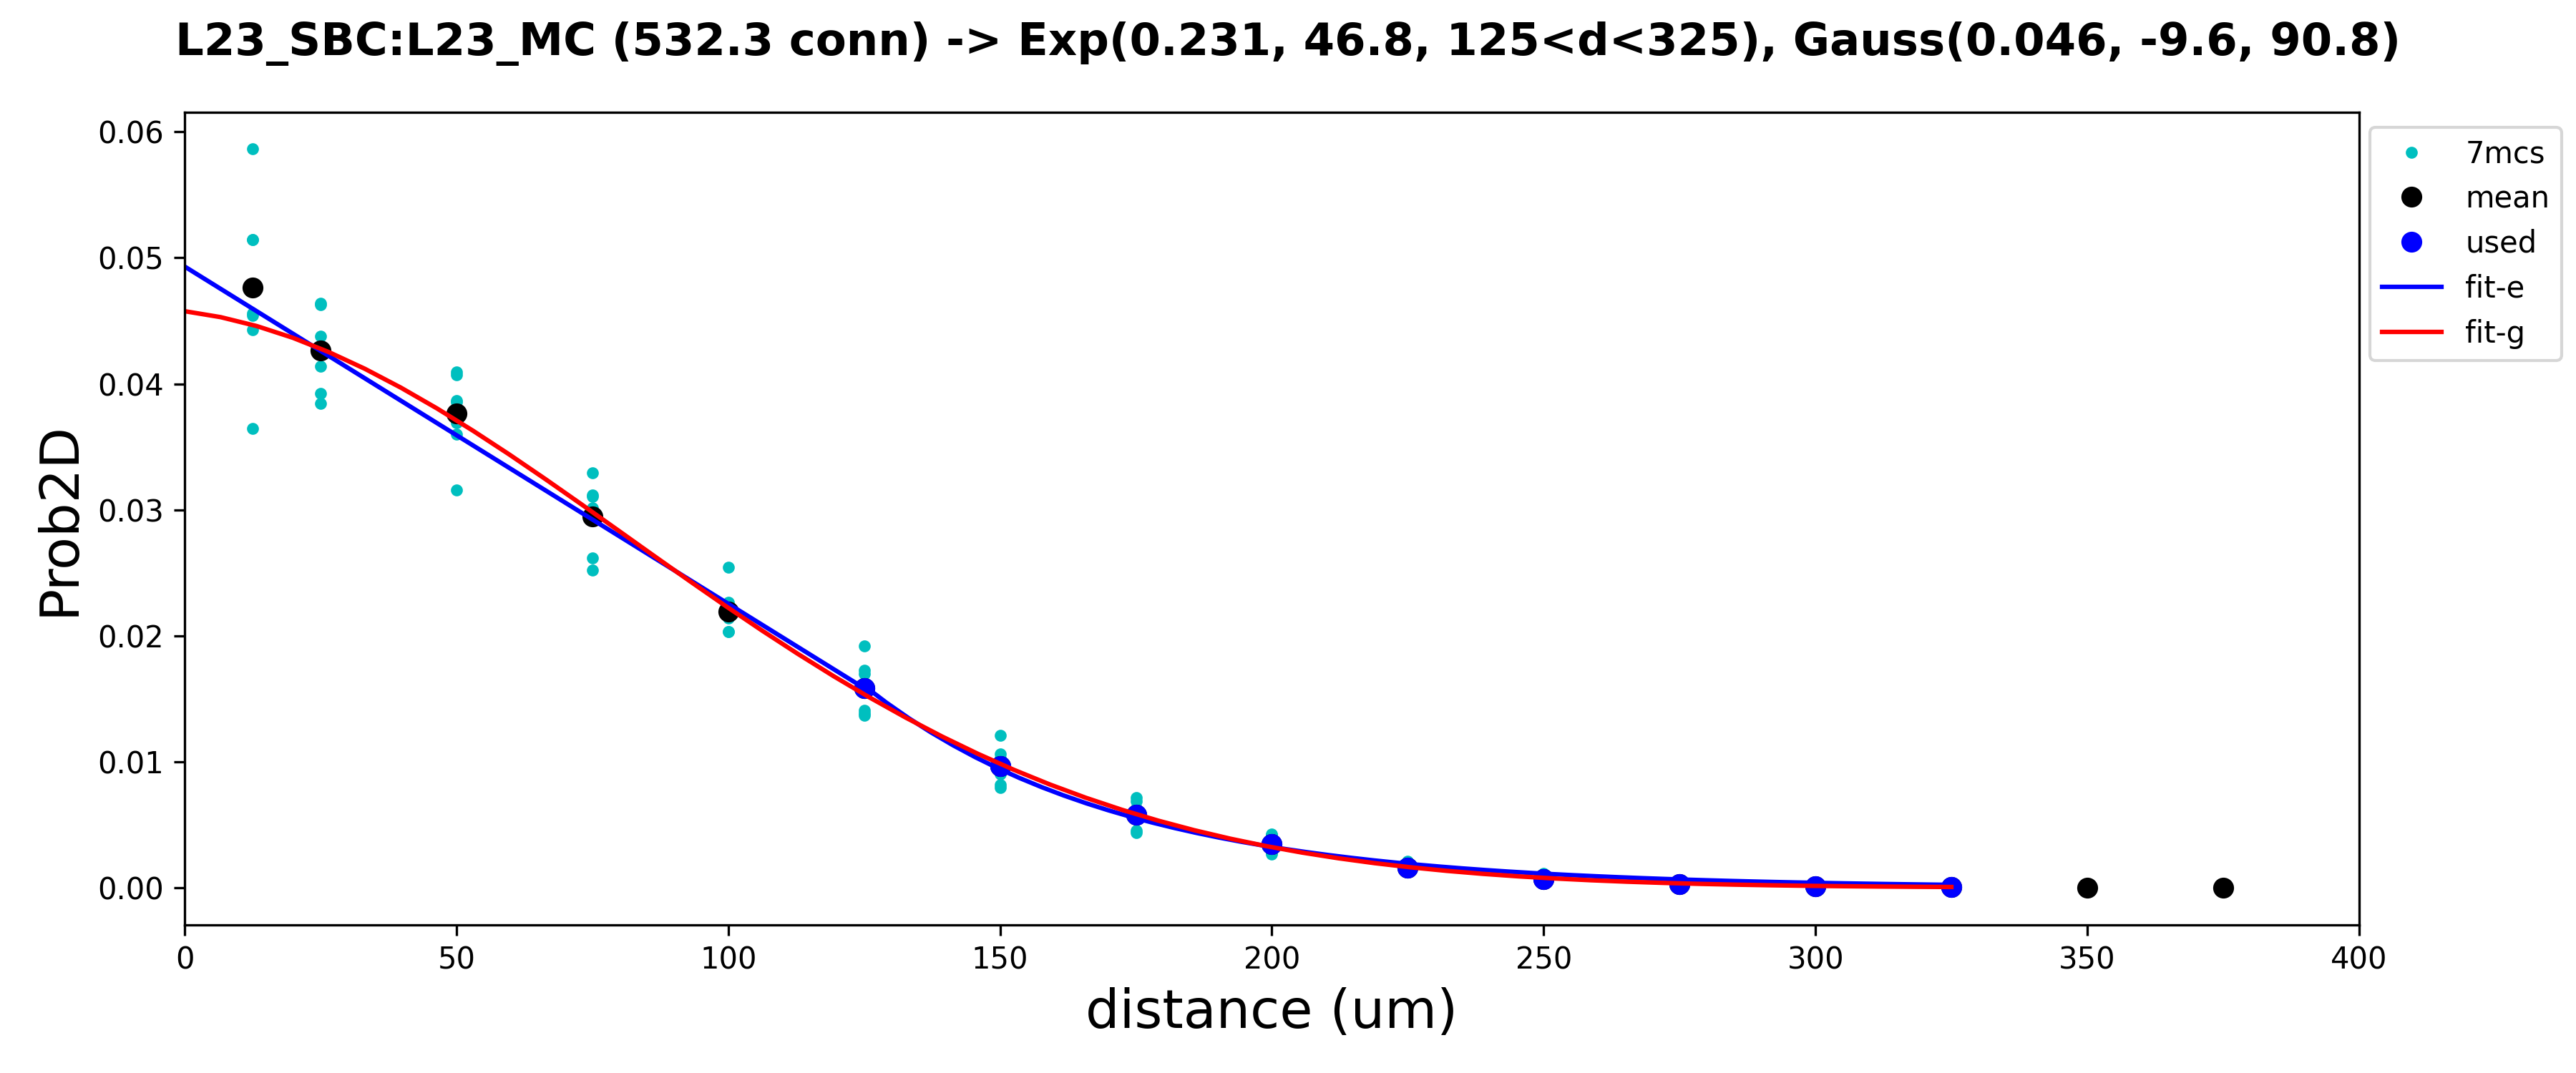 L23_SBC:L23_MC (532.3 conn) -> Exp(0.231, 46.8, 125<d<325), Gauss(0.046, -9.6, 90.8)
0.06
0.05
0.04
0.03
0.02
0.01
0.00
Prob2D
0 50 100 150 200 250 300 350 400
distance (um)
7mcs
mean
used
fit-e
fit-g